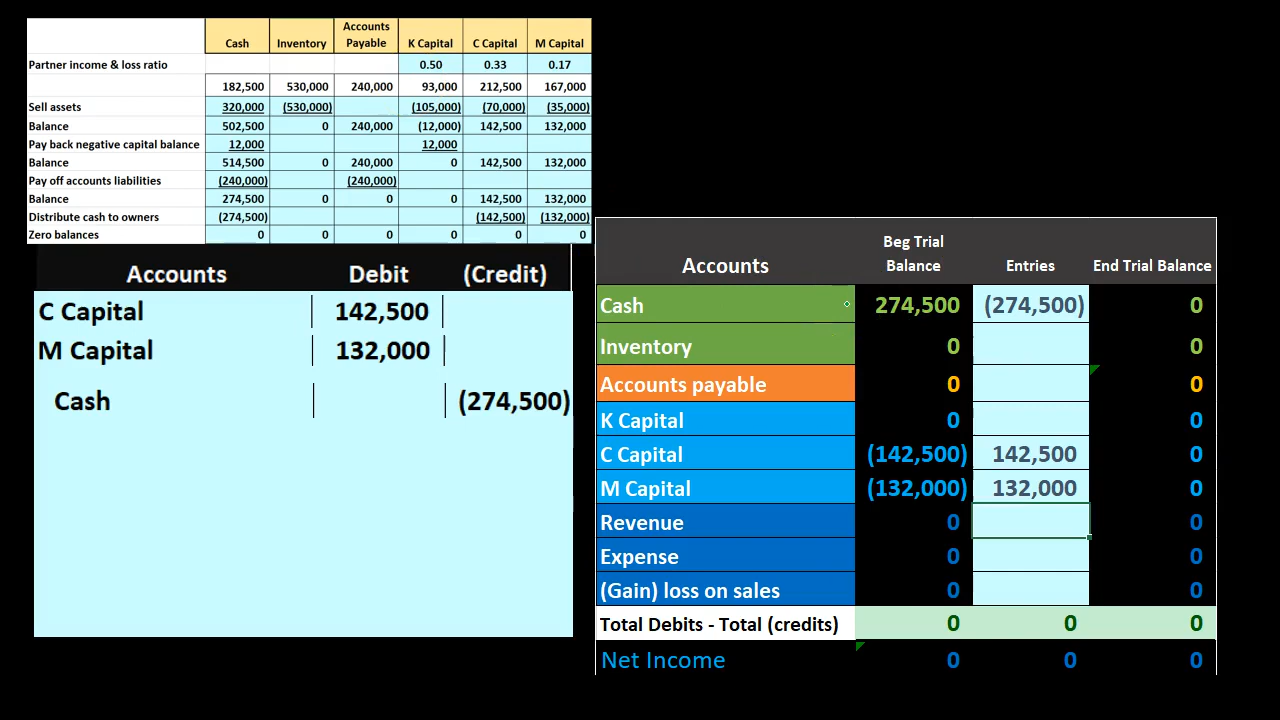 Cash Inventory Accounts Payable K Capital C Capital M Capital
Partner income & loss ratio 0.50 0.33 0.17
182,500 530,000 240,000 93,000 212,500 167,000
Sell assets 320,000 (530,000) (105,000) (70,000) (35,000)
Balance 502,500 0 240,000 (12,000) 142,500 132,000
Pay back negative capital balance 12,000 12,000
Balance 514,500 0 240,000 0 142,500 132,000
Pay off accounts liabilities (240,000) (240,000)
Balance 274,500 0 0 0 142,500 132,000
Distribute cash to owners (274,500) (142,500) (132,000)
Zero balances 0 0 0 0 0 0
Accounts Debit (Credit)
C Capital 142,500
M Capital 132,000
Cash (274,500)
Accounts Beg Trial Balance Entries End Trial Balance
Cash 274,500 (274,500) 0
Inventory 0 0
Accounts payable 0 0
K Capital 0 0
C Capital (142,500) 142,500 0
M Capital (132,000) 132,000 0
Revenue 0 0
Expense 0 0
(Gain) loss on sales 0 0
Total Debits - Total (credits) 0 0 0
Net Income 0 0 0